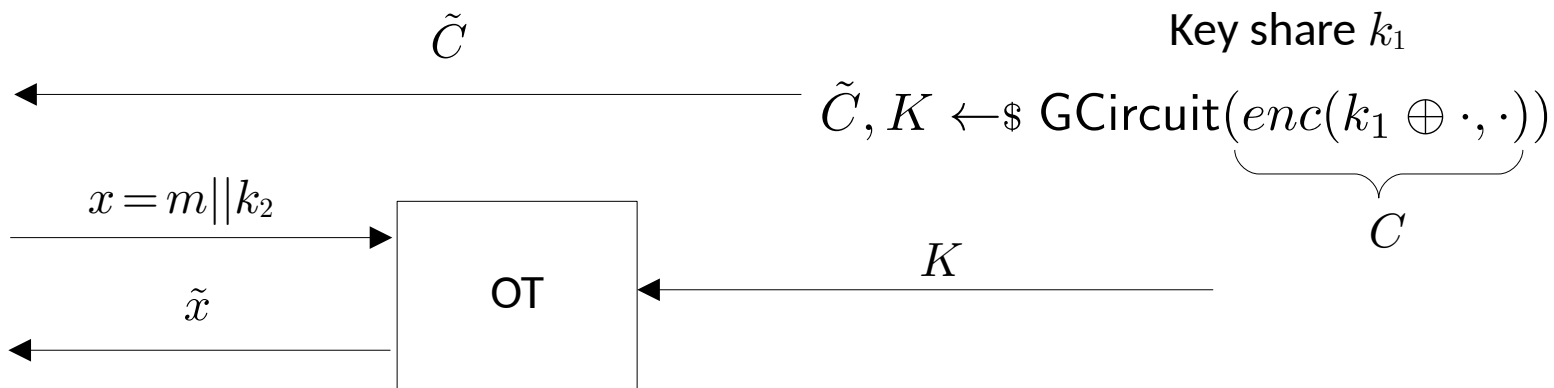 C̃
Key share k₁
C̃, K ←$ GCircuit(enc(k₁ ⊕ ·, ·))
C
x = m||k₂
K
OT
x̃